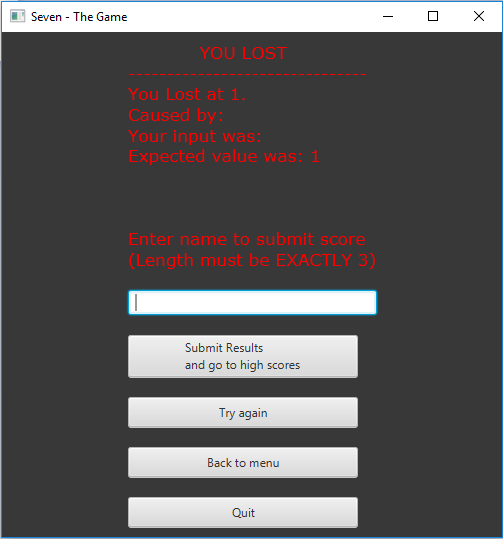 Seven - The Game
YOU LOST
------------------------------
You Lost at 1.
Caused by:
Your input was:
Expected value was: 1
Enter name to submit score
(Length must be EXACTLY 3)
Submit Results
and go to high scores
Try again
Back to menu
Quit